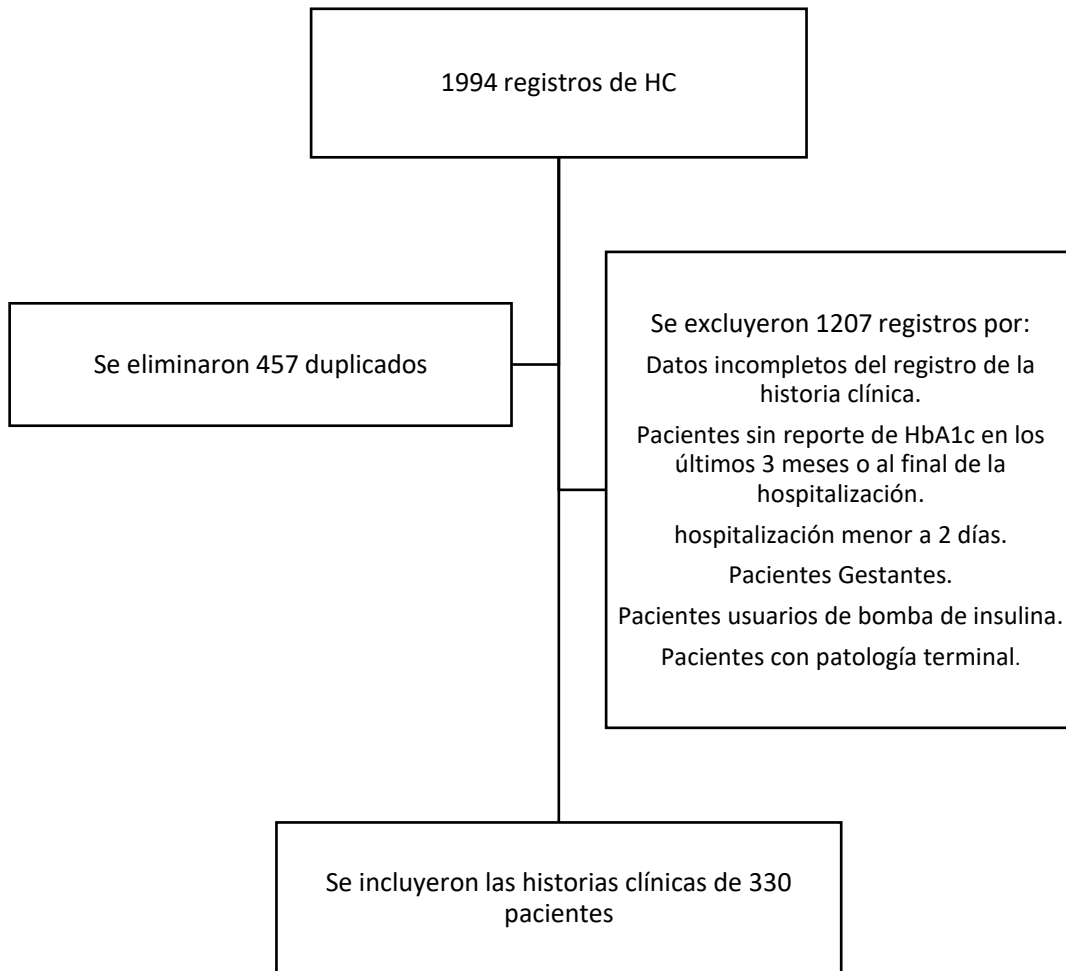 1994 registros de HC
Se eliminaron 457 duplicados
Se excluyeron 1207 registros por:
Datos incompletos del registro de la
historia clínica.
Pacientes sin reporte de HbA1c en los
últimos 3 meses o al final de la
hospitalización.
hospitalización menor a 2 días.
Pacientes Gestantes.
Pacientes usuarios de bomba de insulina.
Pacientes con patología terminal.
Se incluyeron las historias clínicas de 330
pacientes